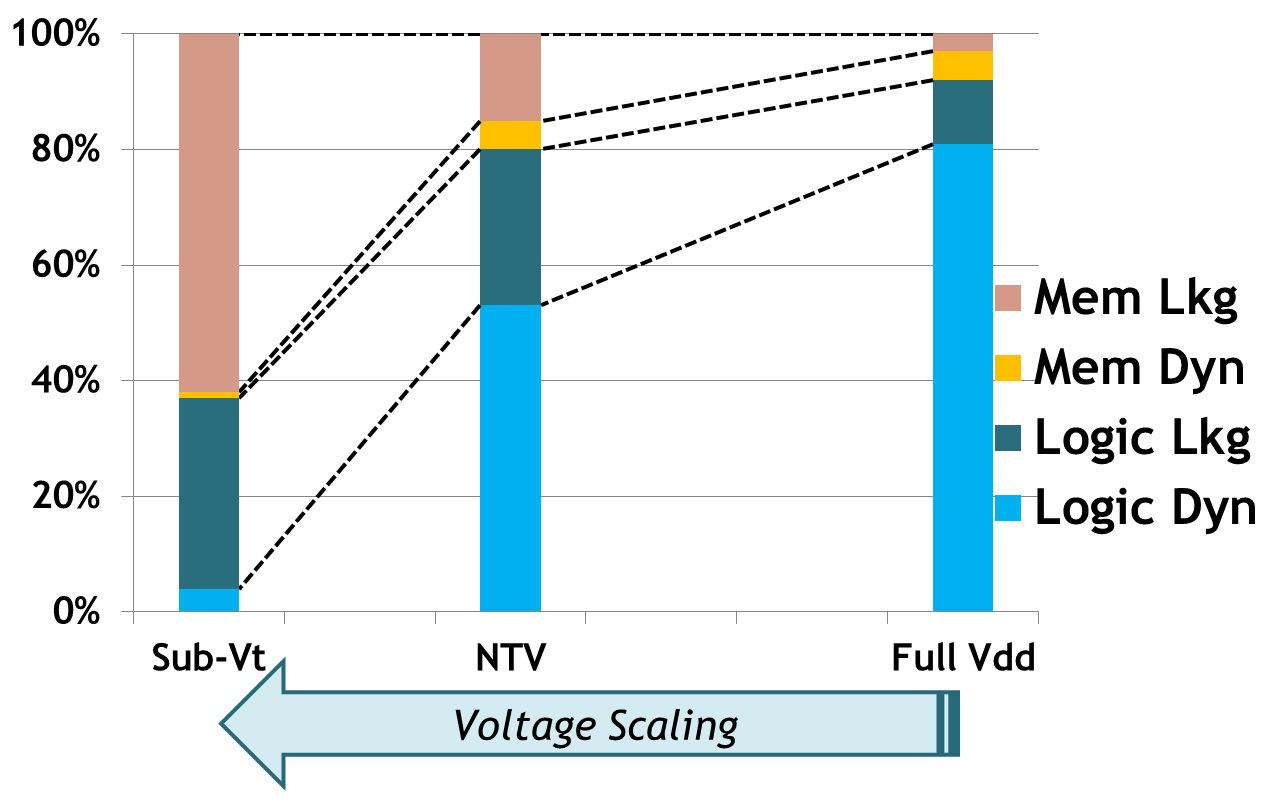 100%
80%
60%
40%
20%
0%
Mem Lkg
Mem Dyn
Logic Lkg
Logic Dyn
Sub-Vt
NTV
Full Vdd
Voltage Scaling